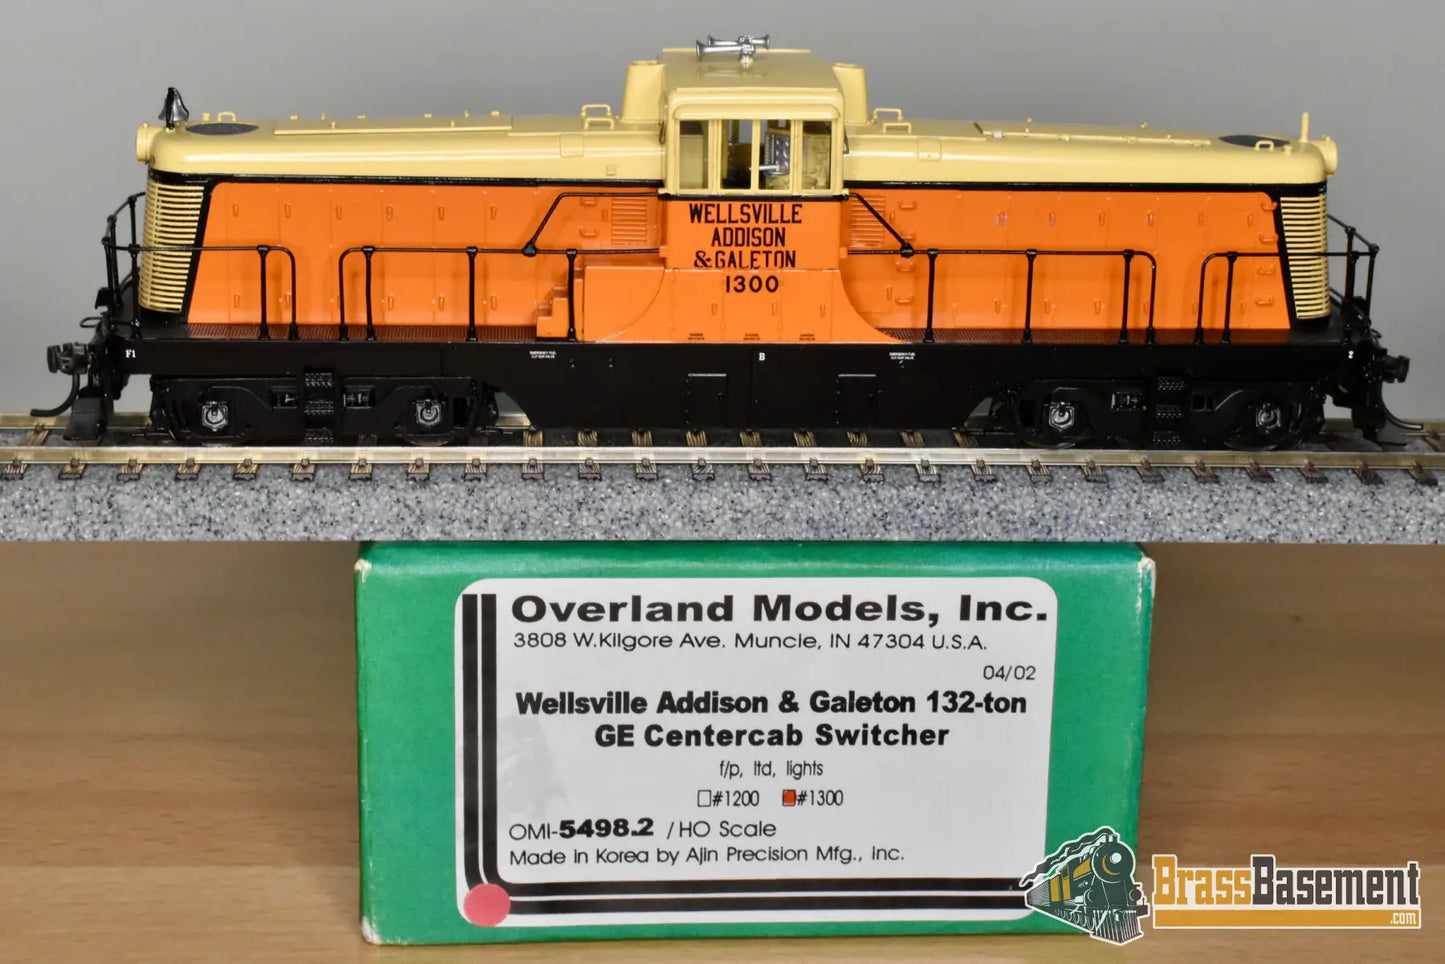 WELLSVILLE
ADDISON
& GALETON
1300
F1
B
2
Overland Models, Inc.
3808 W.Kilgore Ave. Muncie, IN 47304 U.S.A.
04/02
Wellsville Addison & Galeton 132-ton
GE Centercab Switcher
f/p, ltd, lights
#1200 #1300
OMI-5498.2 /HO Scale
Made in Korea by Ajin Precision Mfg., Inc.
BrassBasement
.com